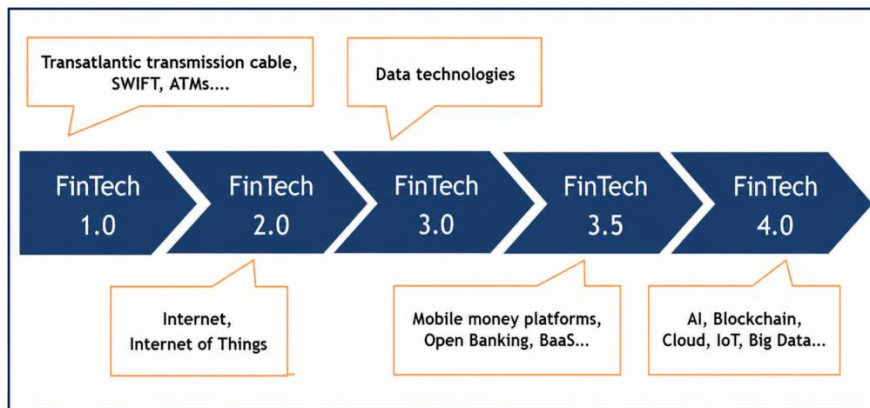 Transatlantic transmission cable,
SWIFT, ATMs....
Data technologies
FinTech
1.0
FinTech
2.0
FinTech
3.0
FinTech
3.5
FinTech
4.0
Internet,
Internet of Things
Mobile money platforms,
Open Banking, BaaS...
AI, Blockchain,
Cloud, IoT, Big Data...